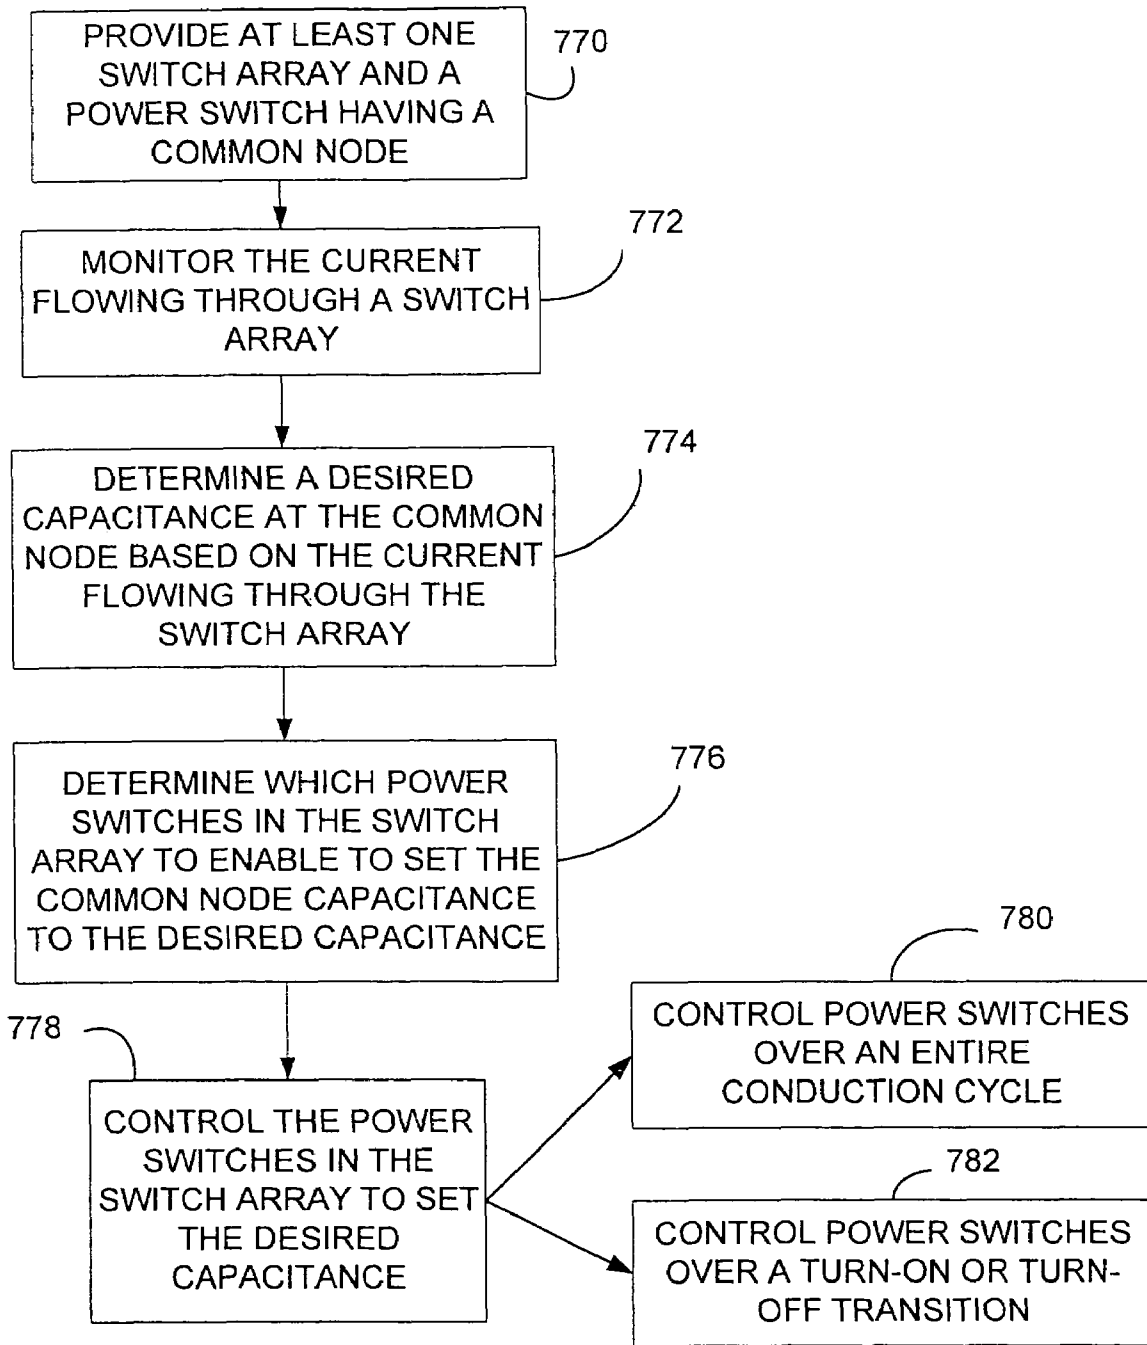 PROVIDE AT LEAST ONE
SWITCH ARRAY AND A
POWER SWITCH HAVING A
COMMON NODE
770
MONITOR THE CURRENT
FLOWING THROUGH A SWITCH
ARRAY
772
DETERMINE A DESIRED
CAPACITANCE AT THE COMMON
NODE BASED ON THE CURRENT
FLOWING THROUGH THE
SWITCH ARRAY
774
DETERMINE WHICH POWER
SWITCHES IN THE SWITCH
ARRAY TO ENABLE TO SET THE
COMMON NODE CAPACITANCE
TO THE DESIRED CAPACITANCE
776
778
CONTROL THE POWER
SWITCHES IN THE
SWITCH ARRAY TO SET
THE DESIRED
CAPACITANCE
780
CONTROL POWER SWITCHES
OVER AN ENTIRE
CONDUCTION CYCLE
782
CONTROL POWER SWITCHES
OVER A TURN-ON OR TURN-
OFF TRANSITION